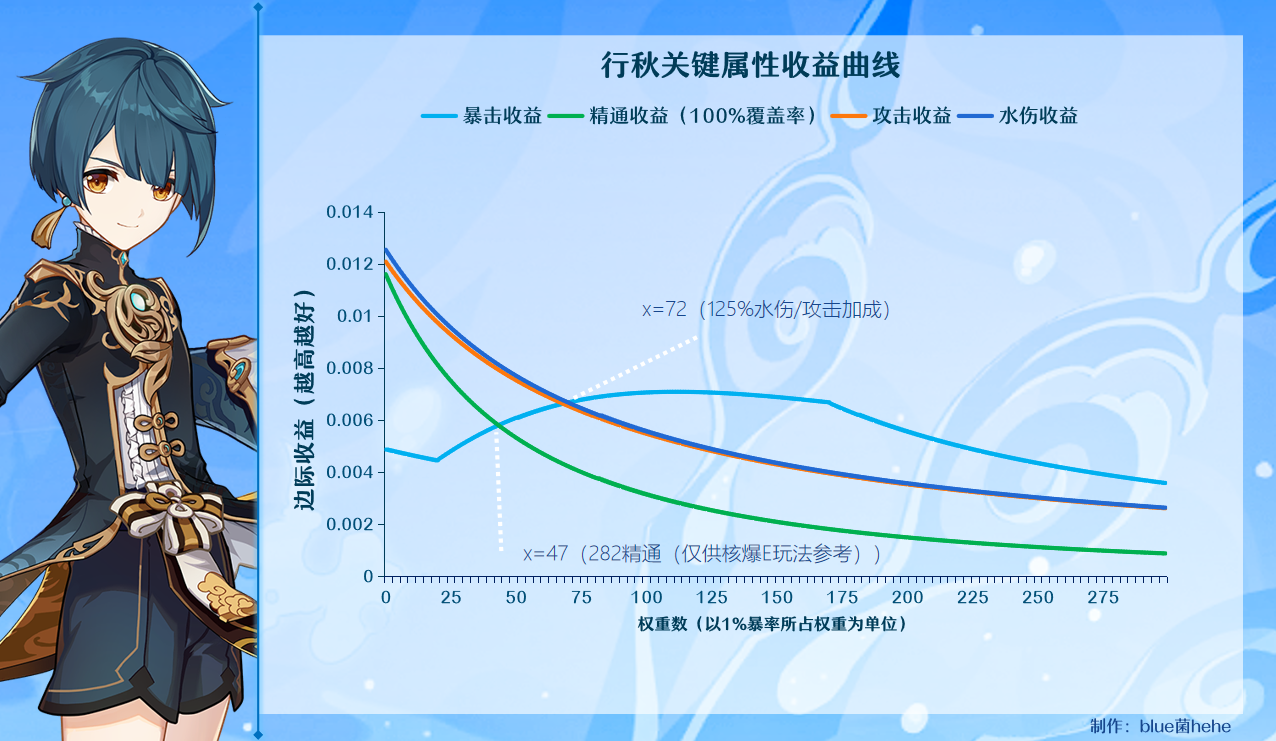 行秋关键属性收益曲线
暴击收益 精通收益（100%覆盖率） 攻击收益 水伤收益
边际收益（越高越好）
0.014
0.012
0.01
0.008
0.006
0.004
0.002
0
x=72（125%水伤/攻击加成）
x=47（282精通（仅供核爆E玩法参考））
0 25 50 75 100 125 150 175 200 225 250 275
权重数（以1%暴率所占权重为单位）
制作：blue菌hehe